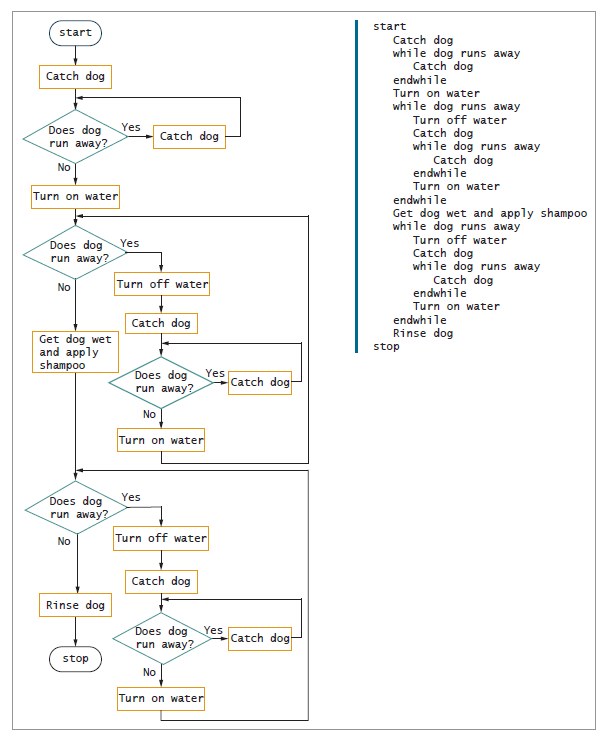 start
Catch dog
Does dog
run away?
Yes
Catch dog
No
Turn on water
Does dog
run away?
Yes
No
Turn off water
Catch dog
Get dog wet
and apply
shampoo
Does dog
run away?
Yes
Catch dog
No
Turn on water
Does dog
run away?
Yes
No
Turn off water
Catch dog
Rinse dog
Does dog
run away?
Yes
Catch dog
stop
No
Turn on water
start
Catch dog
while dog runs away
Catch dog
endwhile
Turn on water
while dog runs away
Turn off water
Catch dog
while dog runs away
Catch dog
endwhile
Turn on water
endwhile
Get dog wet and apply shampoo
while dog runs away
Turn off water
Catch dog
while dog runs away
Catch dog
endwhile
Turn on water
endwhile
Rinse dog
stop